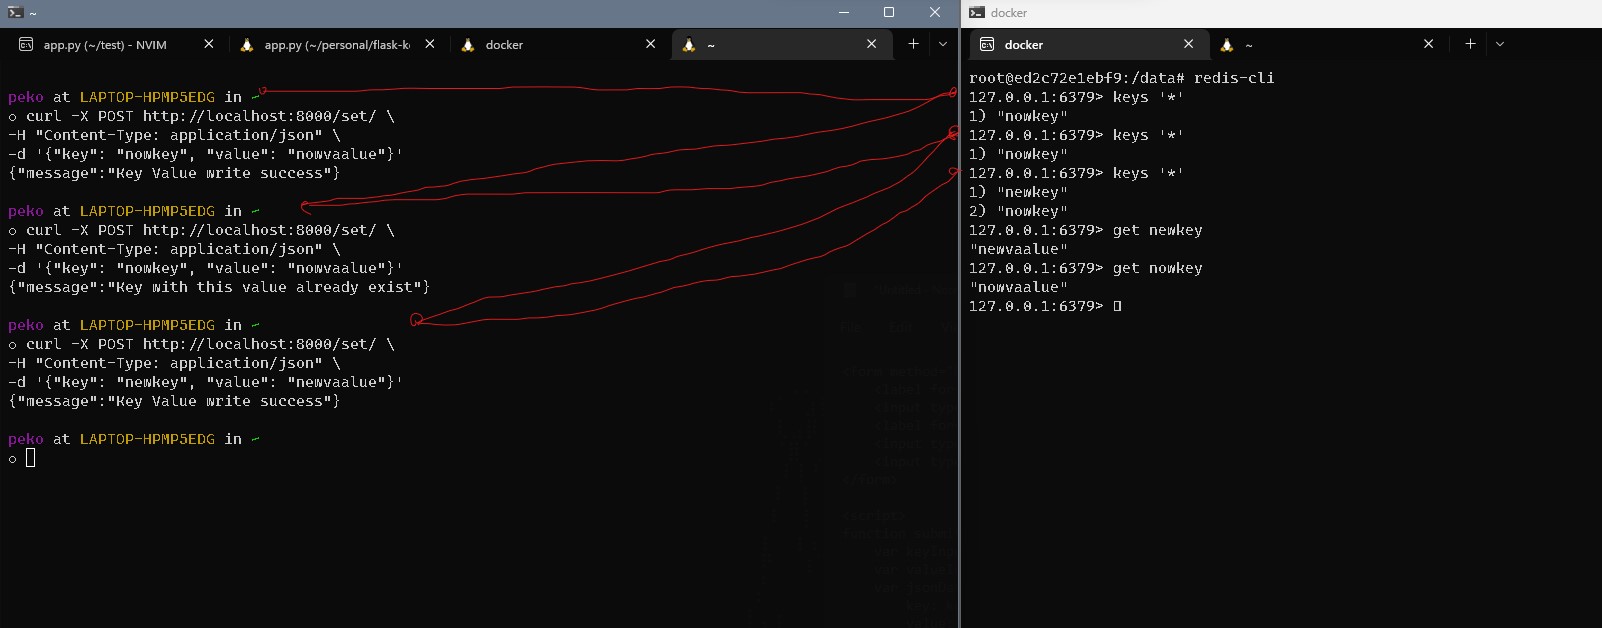 ~
docker
app.py (~/test) - NVIM
app.py (~/personal/flask-k
docker
~
docker
~
peko at LAPTOP-HPMP5EDG in ~
○ curl -X POST http://localhost:8000/set/ \
-H "Content-Type: application/json" \
-d '{"key": "nowkey", "value": "nowvaalue"}'
{"message":"Key Value write success"}
peko at LAPTOP-HPMP5EDG in ~
○ curl -X POST http://localhost:8000/set/ \
-H "Content-Type: application/json" \
-d '{"key": "nowkey", "value": "nowvaalue"}'
{"message":"Key with this value already exist"}
peko at LAPTOP-HPMP5EDG in ~
○ curl -X POST http://localhost:8000/set/ \
-H "Content-Type: application/json" \
-d '{"key": "newkey", "value": "newvaalue"}'
{"message":"Key Value write success"}
peko at LAPTOP-HPMP5EDG in ~
○
root@ed2c72e1ebf9:/data# redis-cli
127.0.0.1:6379> keys '*'
1) "nowkey"
127.0.0.1:6379> keys '*'
1) "nowkey"
127.0.0.1:6379> keys '*'
1) "newkey"
2) "nowkey"
127.0.0.1:6379> get newkey
"newvaalue"
127.0.0.1:6379> get nowkey
"nowvaalue"
127.0.0.1:6379>